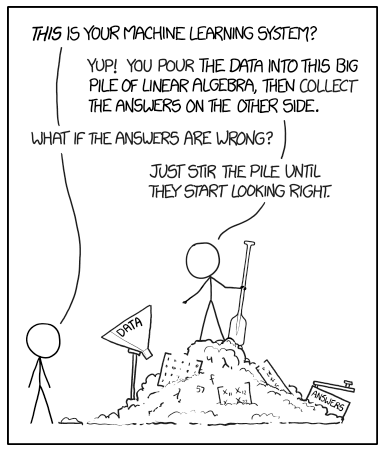 THIS IS YOUR MACHINE LEARNING SYSTEM?
YUP! YOU POUR THE DATA INTO THIS BIG
PILE OF LINEAR ALGEBRA, THEN COLLECT
THE ANSWERS ON THE OTHER SIDE.
WHAT IF THE ANSWERS ARE WRONG?
JUST STIR THE PILE UNTIL
THEY START LOOKING RIGHT.
DATA
4 λ
57
ANSWERS